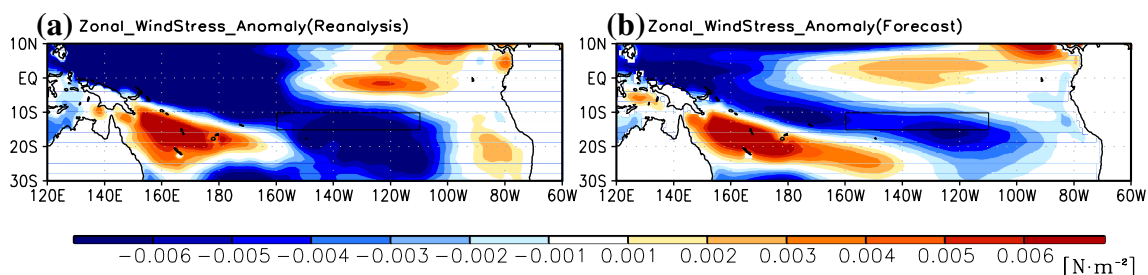 (a) Zonal_WindStress_Anomaly(Reanalysis) (b) Zonal_WindStress_Anomaly(Forecast)
10N 10N
EQ EQ
10S 10S
20S 20S
30S 30S
120E 140E 160E 180 160W 140W 120W 100W 80W 60W 120E 140E 160E 180 160W 140W 120W 100W 80W 60W
-0.006 -0.005 -0.004 -0.003 -0.002 -0.001 0.001 0.002 0.003 0.004 0.005 0.006 [N·m⁻²]